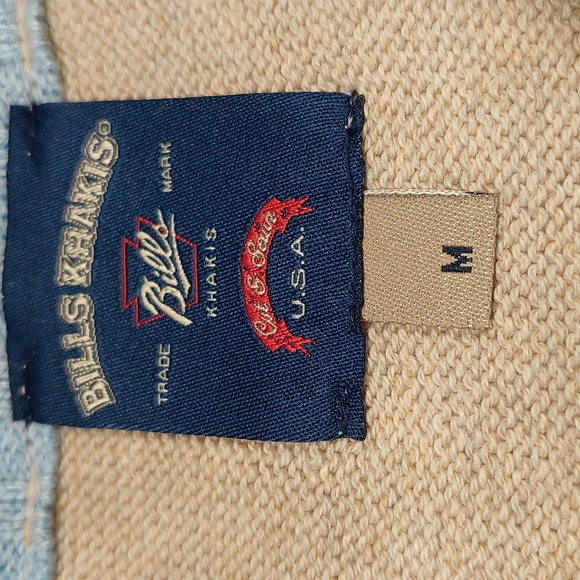 BILLS KHAKIS®
TRADE MARK
Bills
KHAKIS
Cut & Sewn
U.S.A.
M